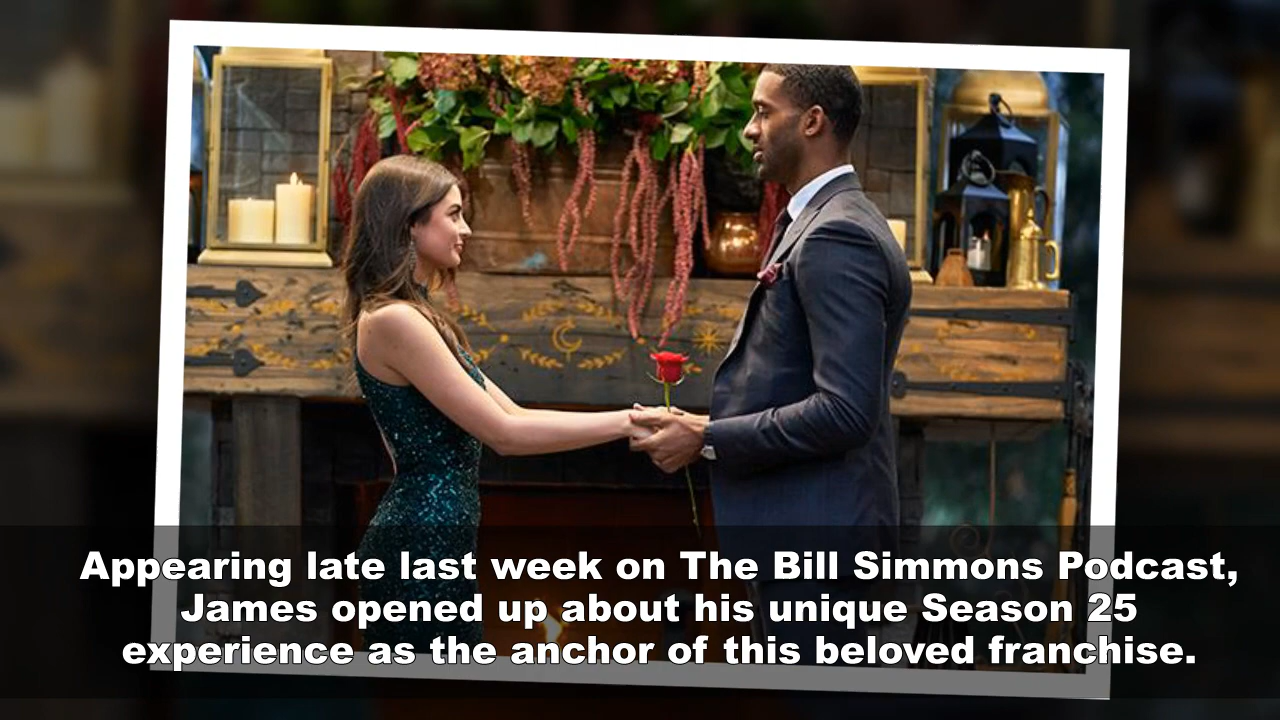 Appearing late last week on The Bill Simmons Podcast,
James opened up about his unique Season 25
experience as the anchor of this beloved franchise.